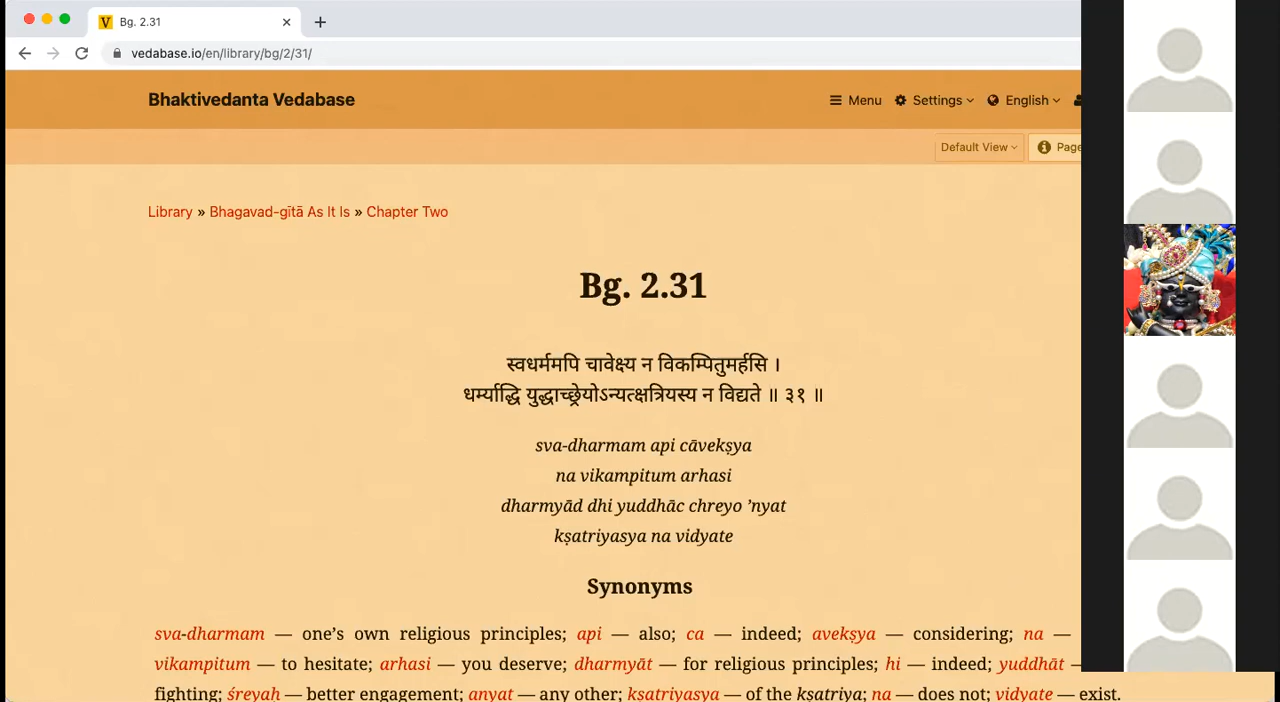 Bg. 2.31
vedabase.io/en/library/bg/2/31/
Bhaktivedanta Vedabase
Menu Settings English
Default View Page
Library » Bhagavad-gītā As It Is » Chapter Two
Bg. 2.31
स्वधर्ममपि चावेक्ष्य न विकम्पितुमर्हसि ।
धर्म्याद्धि युद्धाच्छ्रेयोऽन्यत्क्षत्रियस्य न विद्यते ॥ ३१ ॥
sva-dharmam api cāvekṣya
na vikampitum arhasi
dharmyād dhi yuddhāc chreyo ’nyat
kṣatriyasya na vidyate
Synonyms
sva-dharmam — one’s own religious principles; api — also; ca — indeed; avekṣya — considering; na —
vikampitum — to hesitate; arhasi — you deserve; dharmyāt — for religious principles; hi — indeed; yuddhāt —
fighting; śreyaḥ — better engagement; anyat — any other; kṣatriyasya — of the kṣatriya; na — does not; vidyate — exist.